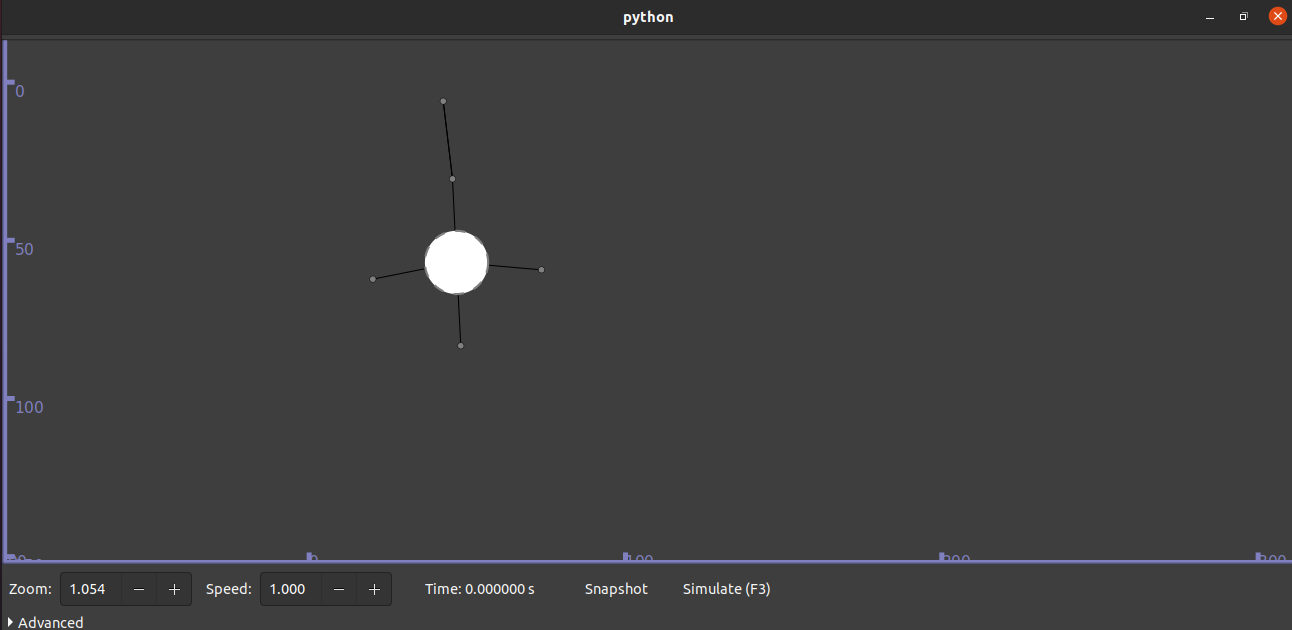 python
0
50
100
Zoom: 1.054 − + Speed: 1.000 − + Time: 0.000000 s Snapshot Simulate (F3)
Advanced